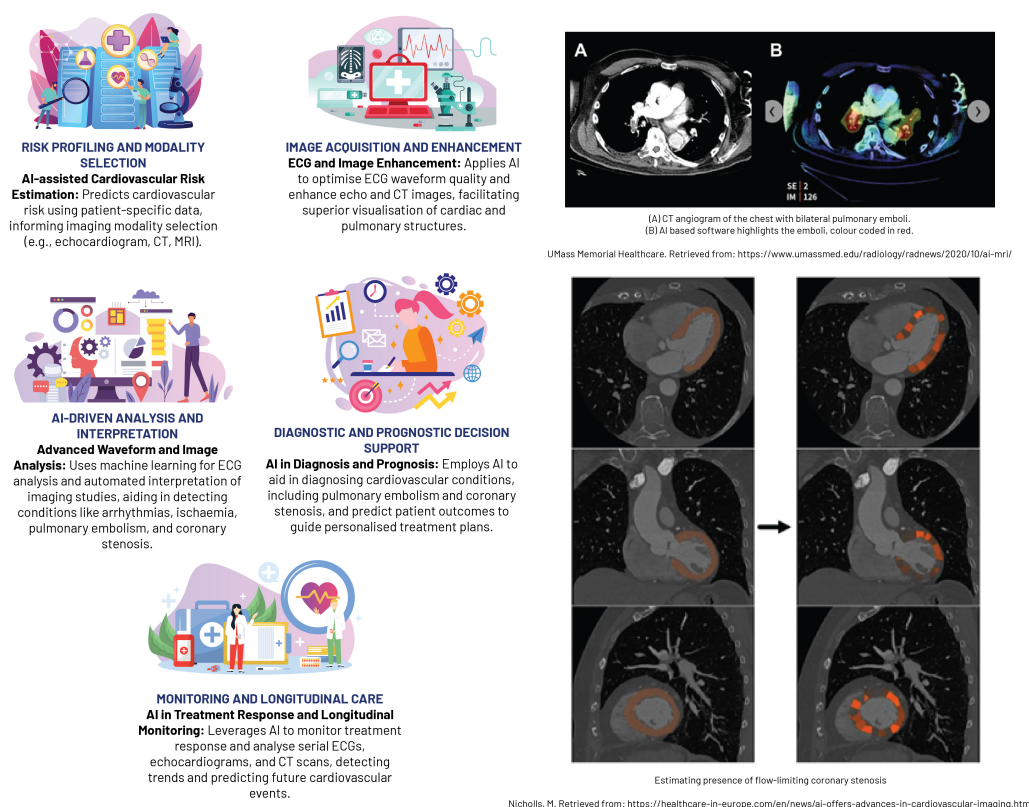 RISK PROFILING AND MODALITY
SELECTION
AI-assisted Cardiovascular Risk
Estimation: Predicts cardiovascular
risk using patient-specific data,
informing imaging modality selection
(e.g., echocardiogram, CT, MRI).
IMAGE ACQUISITION AND ENHANCEMENT
ECG and Image Enhancement: Applies AI
to optimise ECG waveform quality and
enhance echo and CT images, facilitating
superior visualisation of cardiac and
pulmonary structures.
AI-DRIVEN ANALYSIS AND
INTERPRETATION
Advanced Waveform and Image
Analysis: Uses machine learning for ECG
analysis and automated interpretation of
imaging studies, aiding in detecting
conditions like arrhythmias, ischaemia,
pulmonary embolism, and coronary
stenosis.
DIAGNOSTIC AND PROGNOSTIC DECISION
SUPPORT
AI in Diagnosis and Prognosis: Employs AI to
aid in diagnosing cardiovascular conditions,
including pulmonary embolism and coronary
stenosis, and predict patient outcomes to
guide personalised treatment plans.
MONITORING AND LONGITUDINAL CARE
AI in Treatment Response and Longitudinal
Monitoring: Leverages AI to monitor treatment
response and analyse serial ECGs,
echocardiograms, and CT scans, detecting
trends and predicting future cardiovascular
events.
A
B
SE 2
IM 126
(A) CT angiogram of the chest with bilateral pulmonary emboli.
(B) AI based software highlights the emboli, colour coded in red.
UMass Memorial Healthcare. Retrieved from: https://www.umassmed.edu/radiology/radnews/2020/10/ai-mri/
Estimating presence of flow-limiting coronary stenosis
Nicholls, M. Retrieved from: https://healthcare-in-europe.com/en/news/ai-offers-advances-in-cardiovascular-imaging.htm